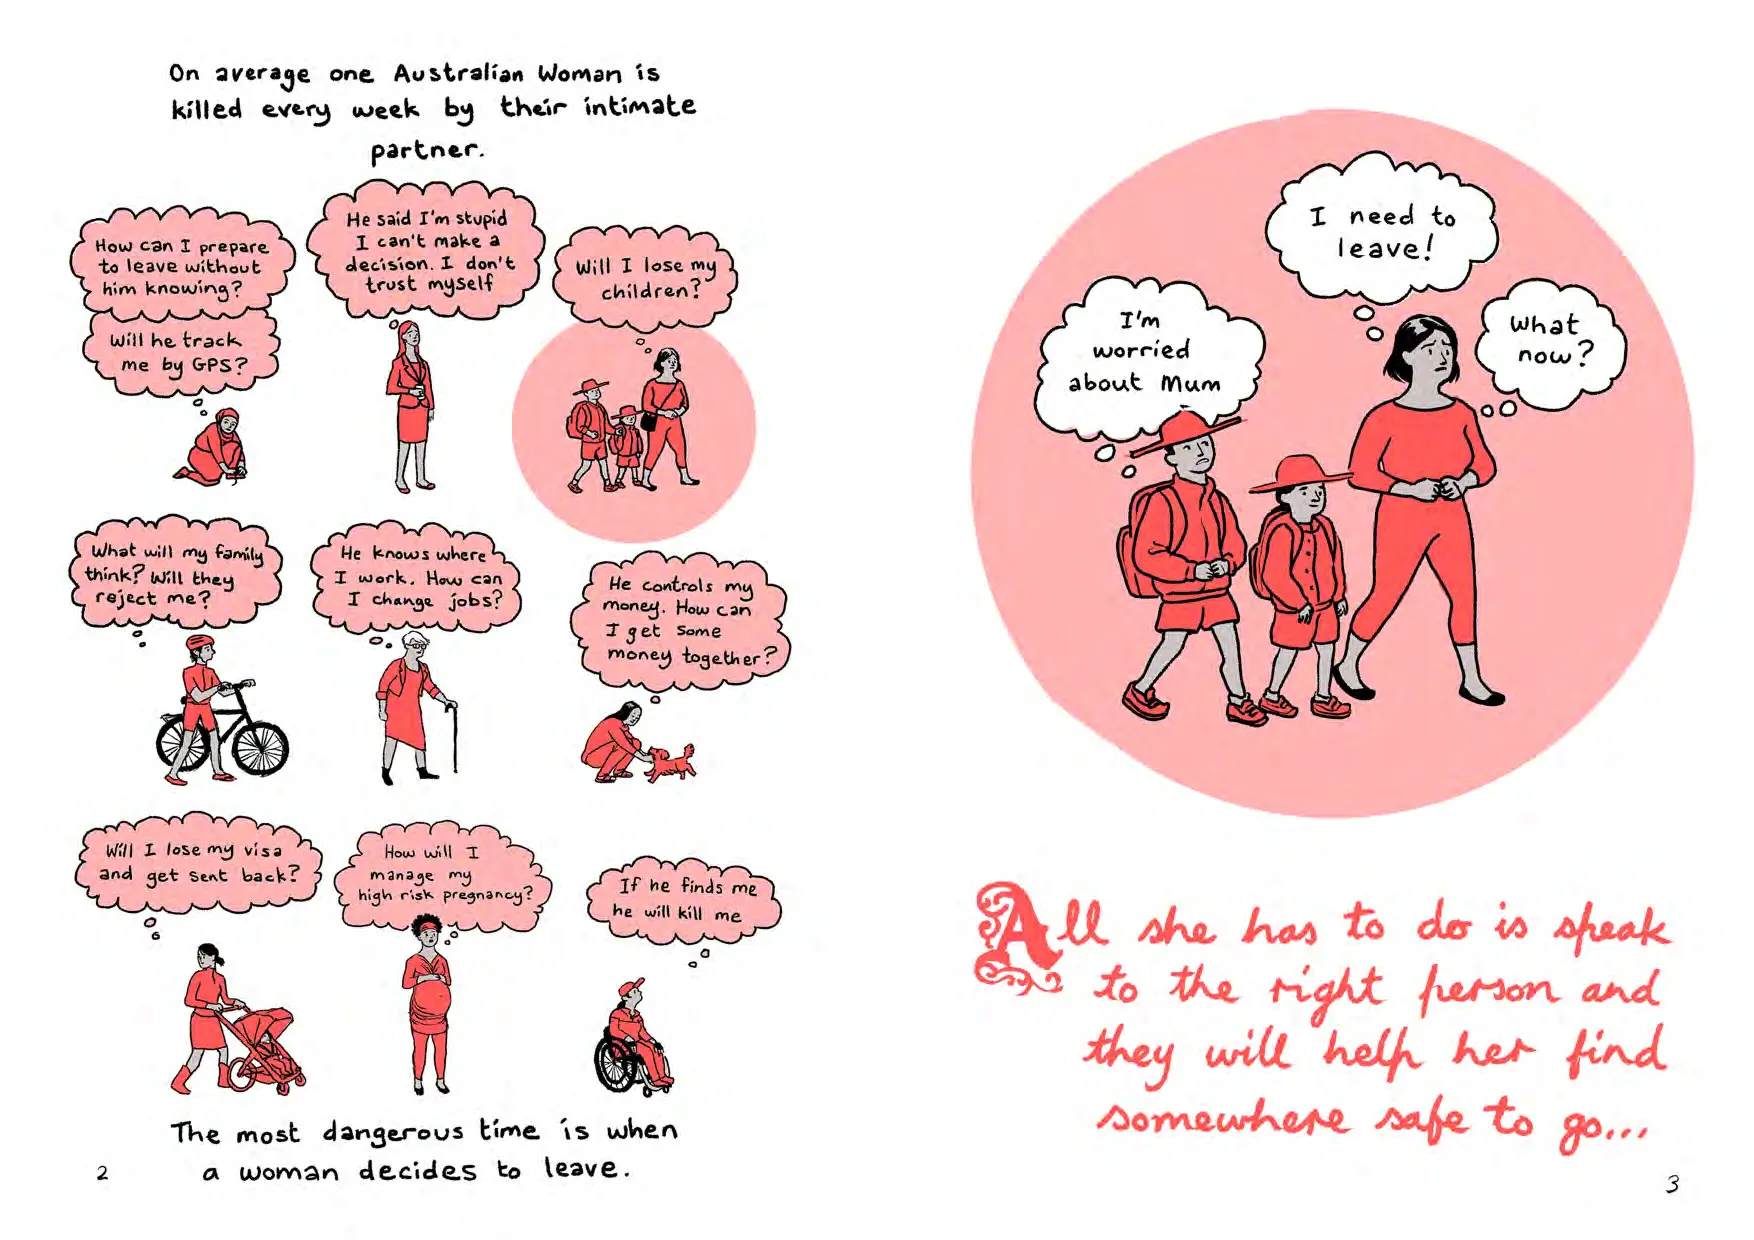 On average one Australian Woman is
killed every week by their intimate
partner.
How can I prepare
to leave without
him knowing?
Will he track
me by GPS?
He said I'm stupid
I can't make a
decision. I don't
trust myself
Will I lose my
children?
What will my family
think? Will they
reject me?
He knows where
I work. How can
I change jobs?
He controls my
money. How can
I get some
money together?
Will I lose my visa
and get sent back?
How will I
manage my
high risk pregnancy?
If he finds me
he will kill me
The most dangerous time is when
a woman decides to leave.
2
I need to
leave!
I'm
worried
about Mum
What
now?
All she has to do is speak
to the right person and
they will help her find
somewhere safe to go...
3